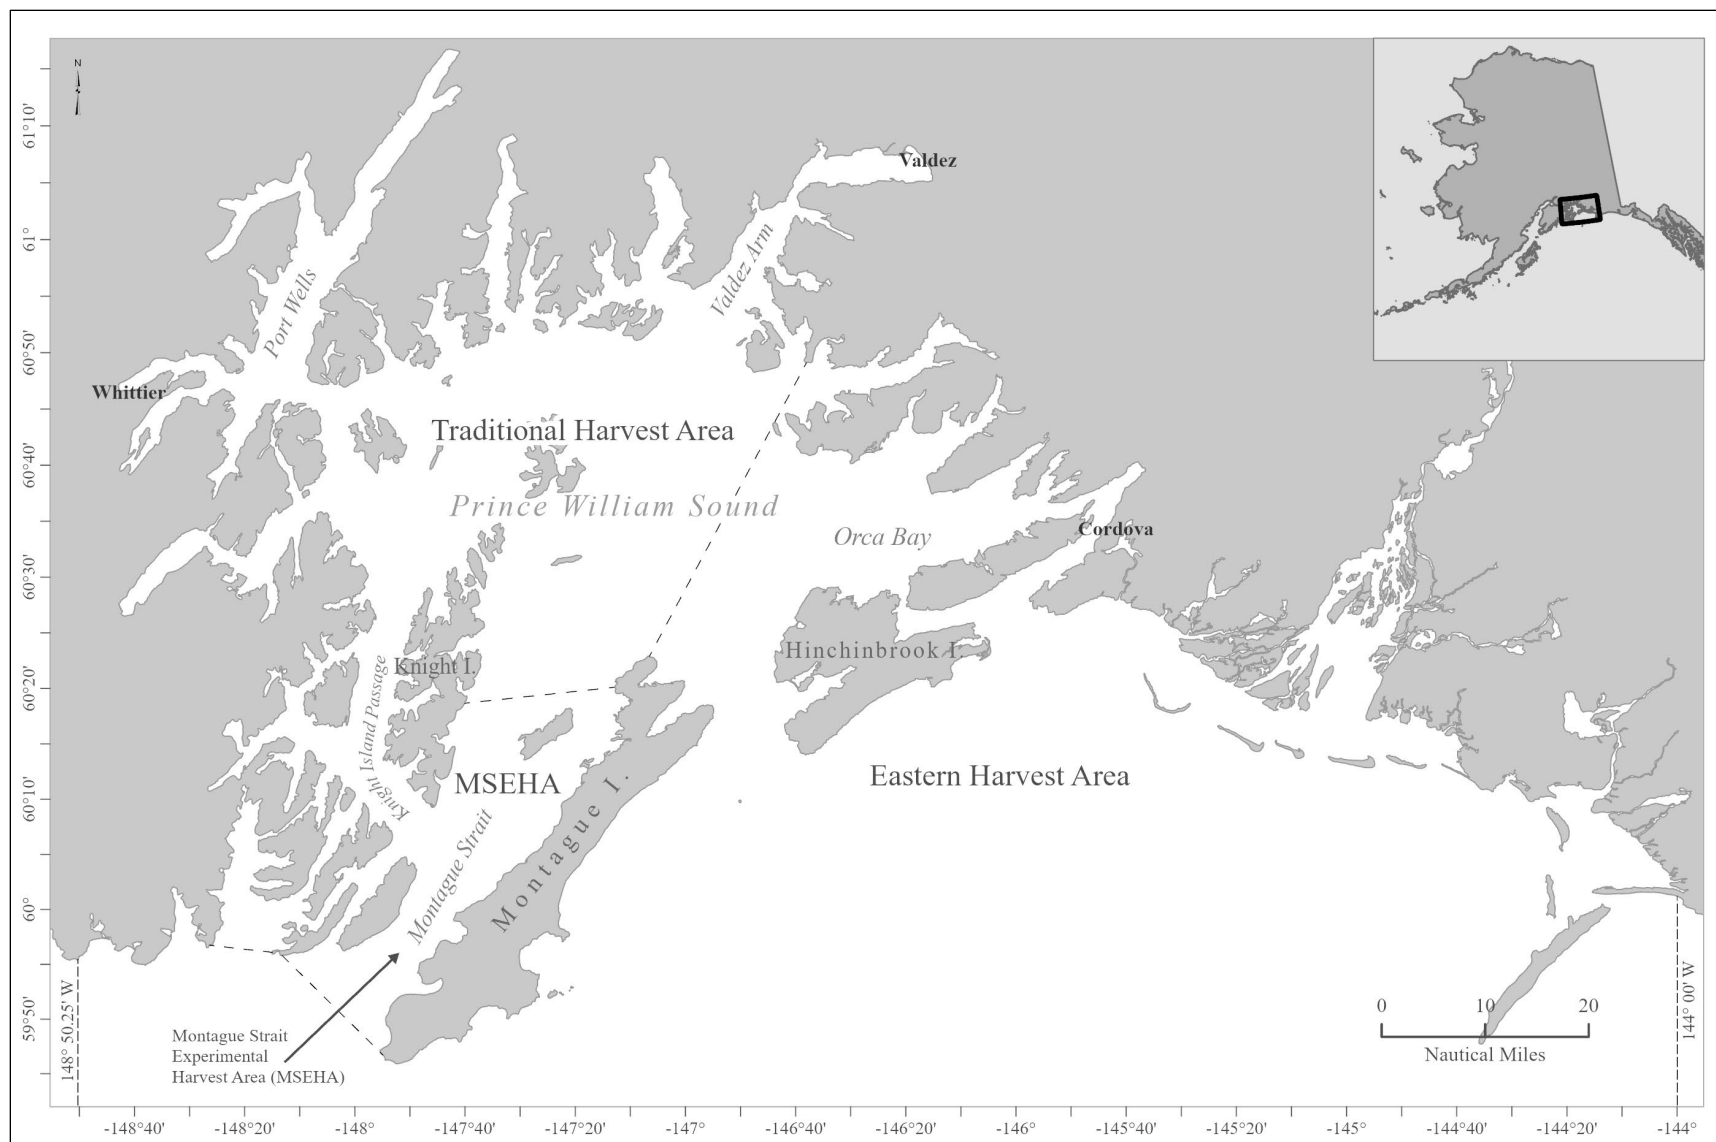 N
61°10'
61°
60°50'
60°40'
60°30'
60°20'
60°10'
60°
59°50'
Valdez
Valdez Arm
Port Wells
Whittier
Traditional Harvest Area
Prince William Sound
Orca Bay
Cordova
Hinchinbrook I.
Knight I.
Knight Island Passage
MSEHA
Eastern Harvest Area
Montague I.
Montague Strait
Montague Strait
Experimental
Harvest Area (MSEHA)
148° 50.25' W
144° 00' W
0 10 20
Nautical Miles
-148°40' -148°20' -148° -147°40' -147°20' -147° -146°40' -146°20' -146° -145°40' -145°20' -145° -144°40' -144°20' -144°